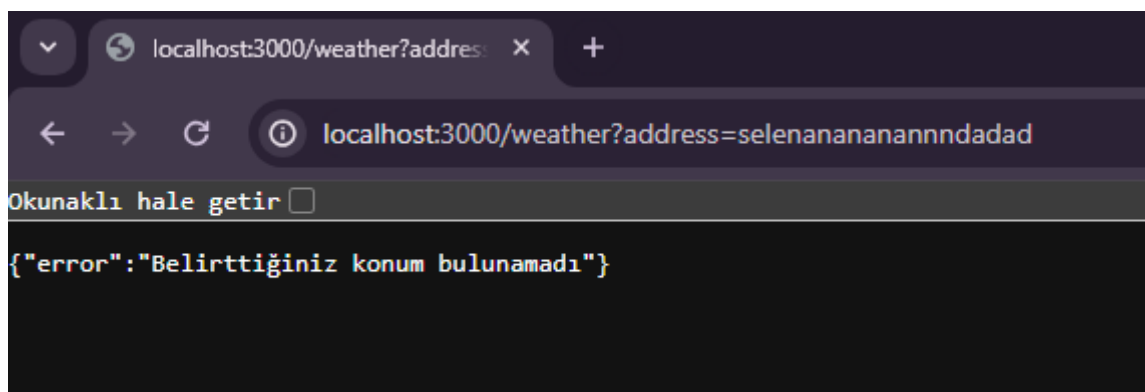 localhost:3000/weather?addres
localhost:3000/weather?address=selenanananannndadad
Okunaklı hale getir
{"error":"Belirttiğiniz konum bulunamadı"}